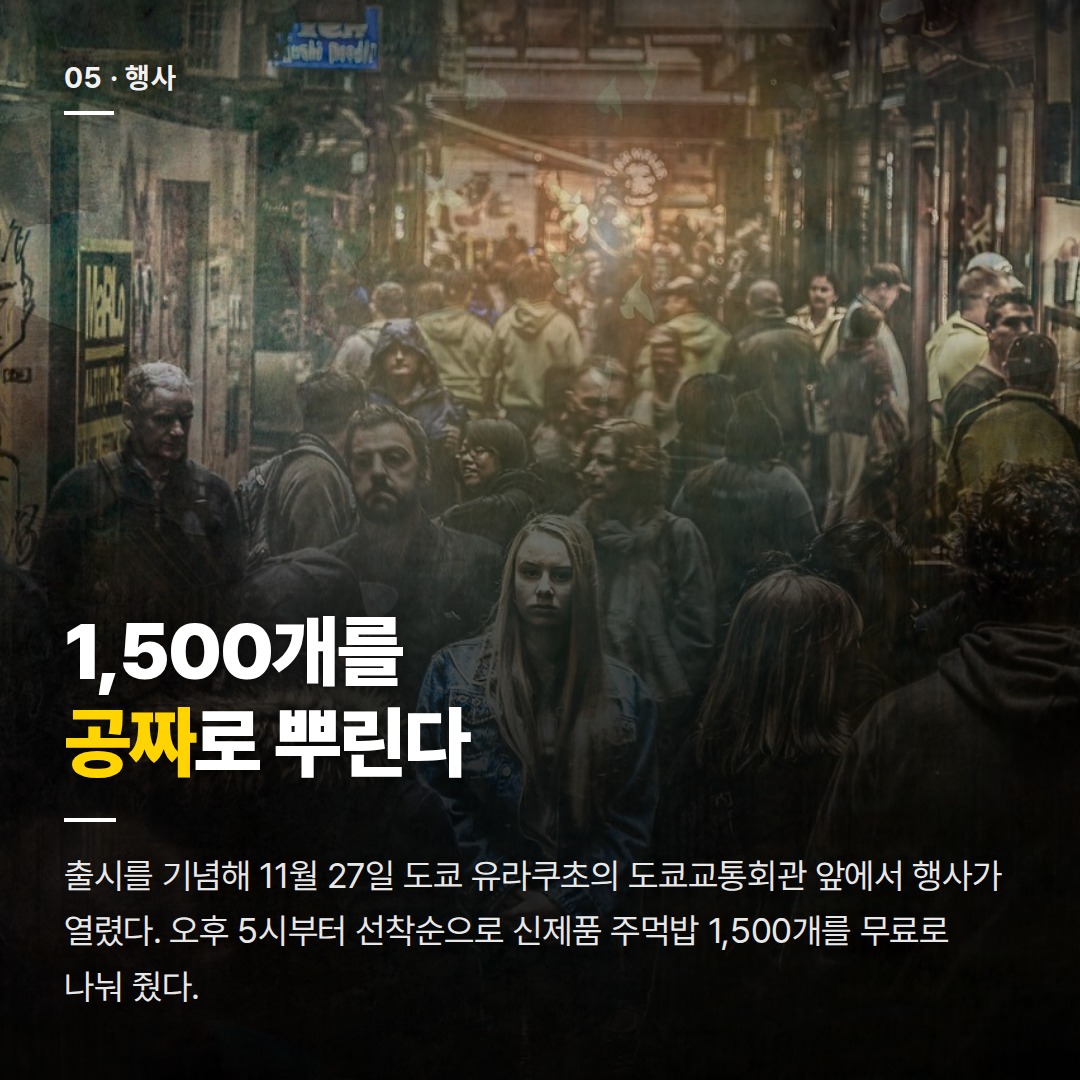 05 · 행사
1,500개를
공짜로 뿌린다
출시를 기념해 11월 27일 도쿄 유라쿠초의 도쿄교통회관 앞에서 행사가
열렸다. 오후 5시부터 선착순으로 신제품 주먹밥 1,500개를 무료로
나눠 줬다.